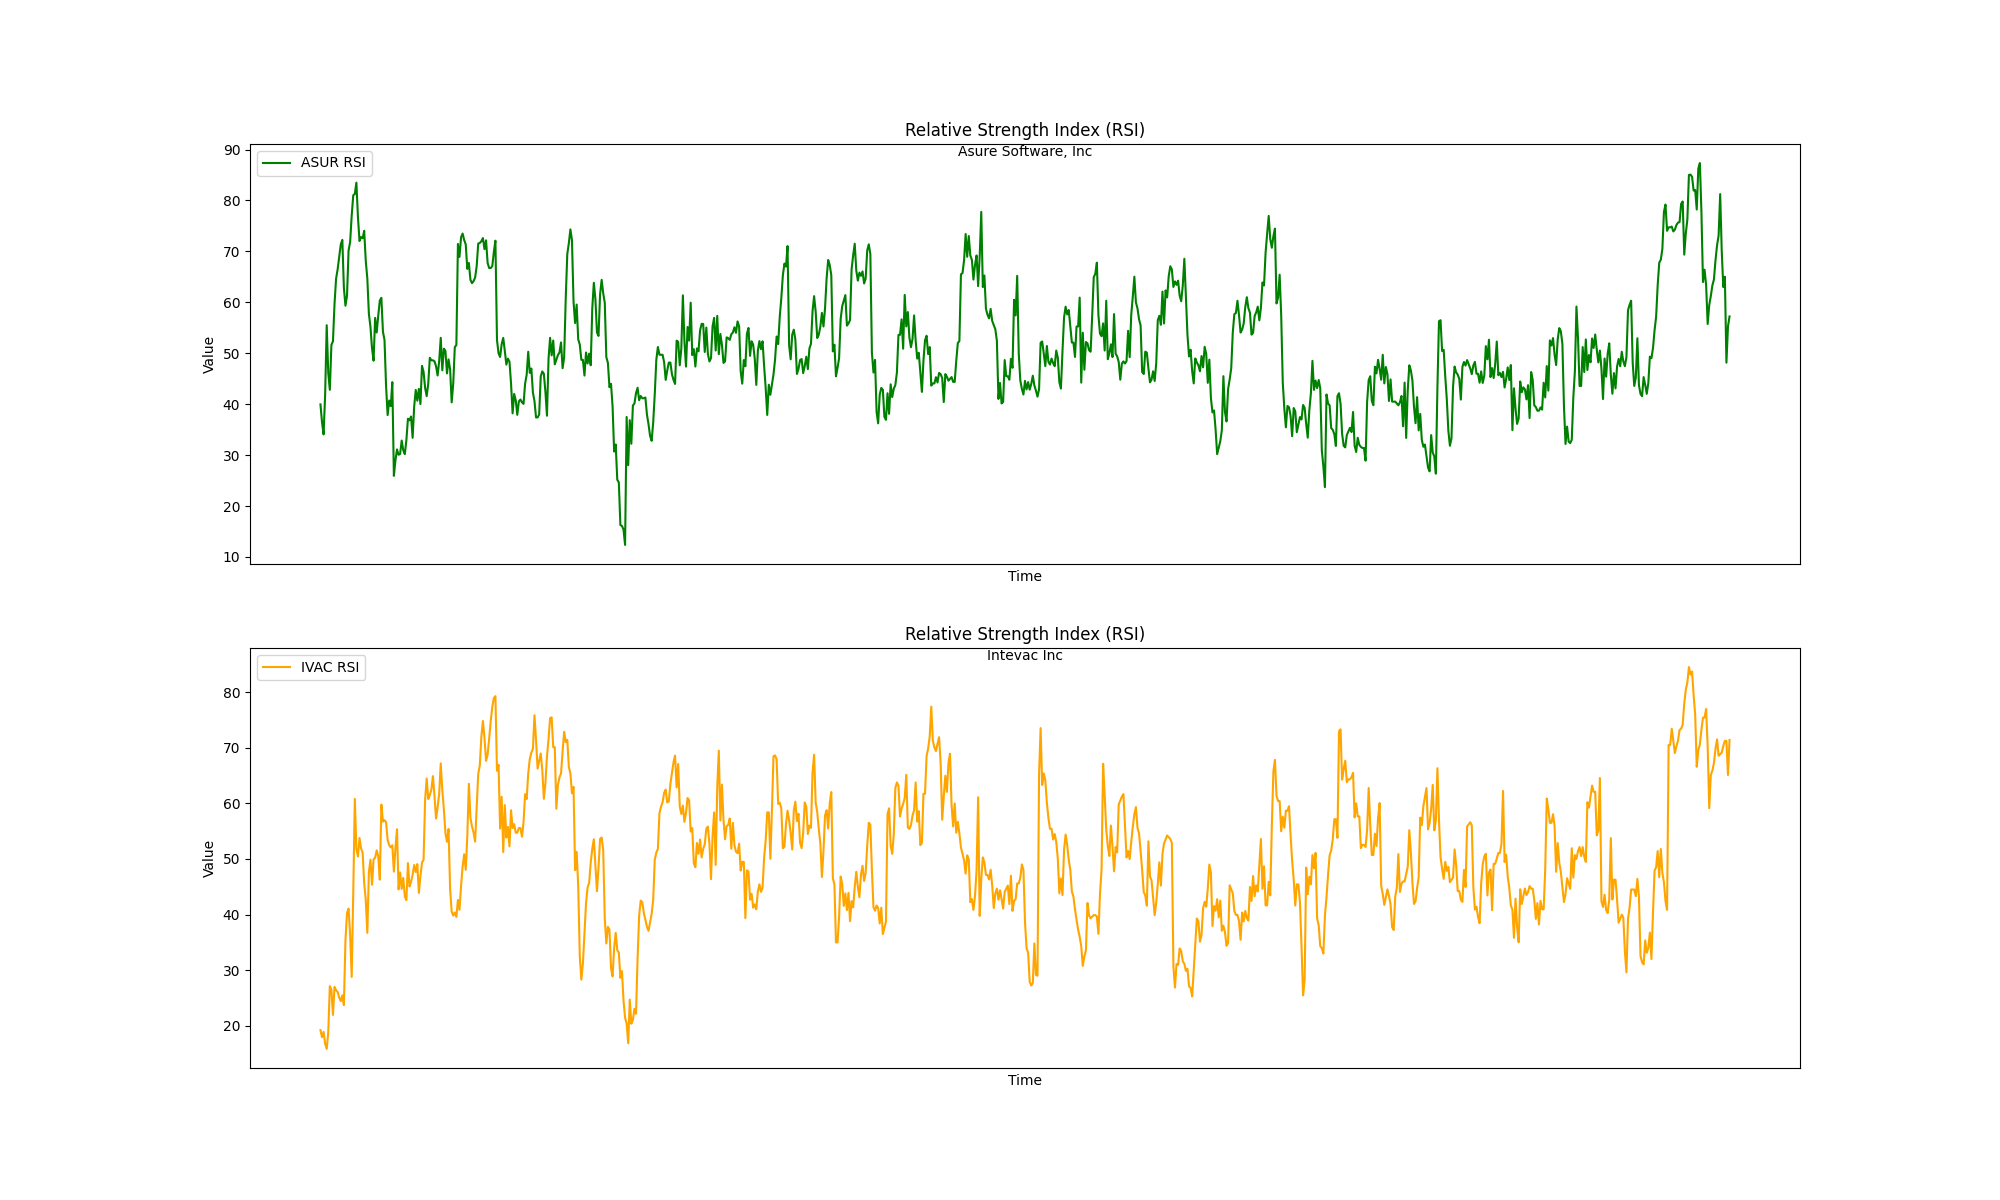 Relative Strength Index (RSI)
Asure Software, Inc
ASUR RSI
90
80
70
60
50
40
30
20
10
Value
Time
Relative Strength Index (RSI)
Intevac Inc
IVAC RSI
80
70
60
50
40
30
20
Value
Time